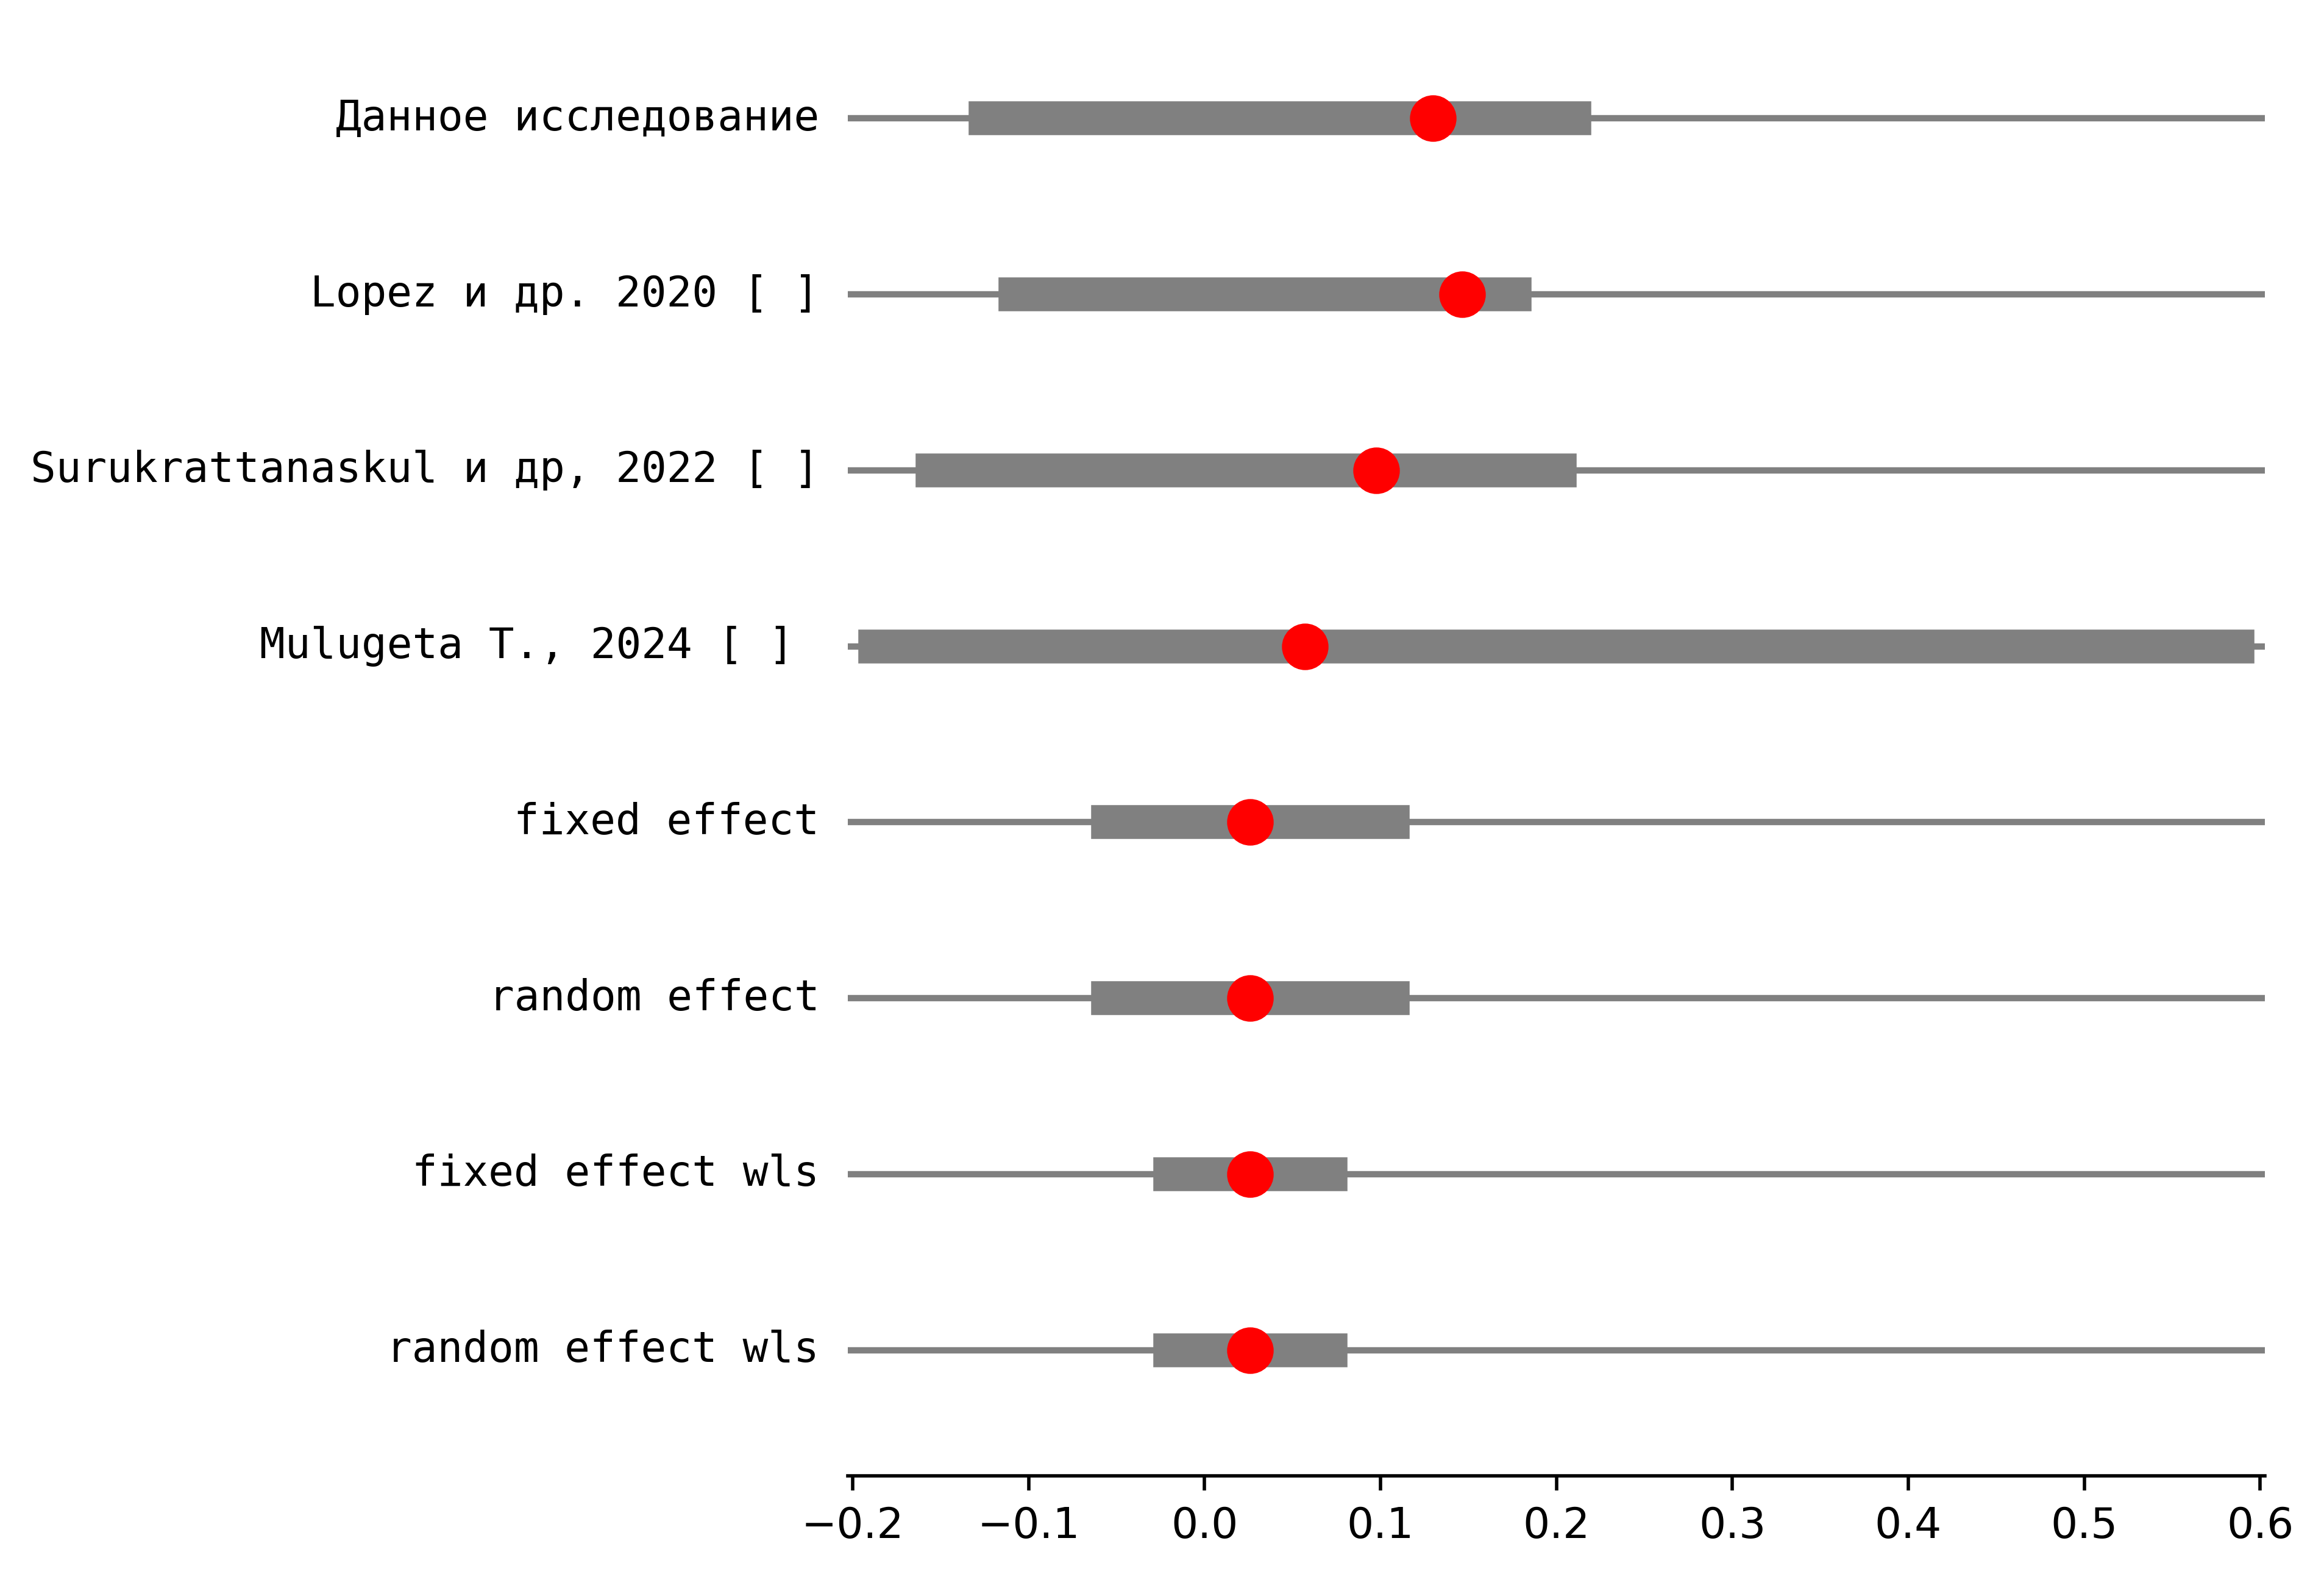 Данное исследование
Lopez и др. 2020 [ ]
Surukrattanaskul и др, 2022 [ ]
Mulugeta T., 2024 [ ]
fixed effect
random effect
fixed effect wls
random effect wls
−0.2 −0.1 0.0 0.1 0.2 0.3 0.4 0.5 0.6